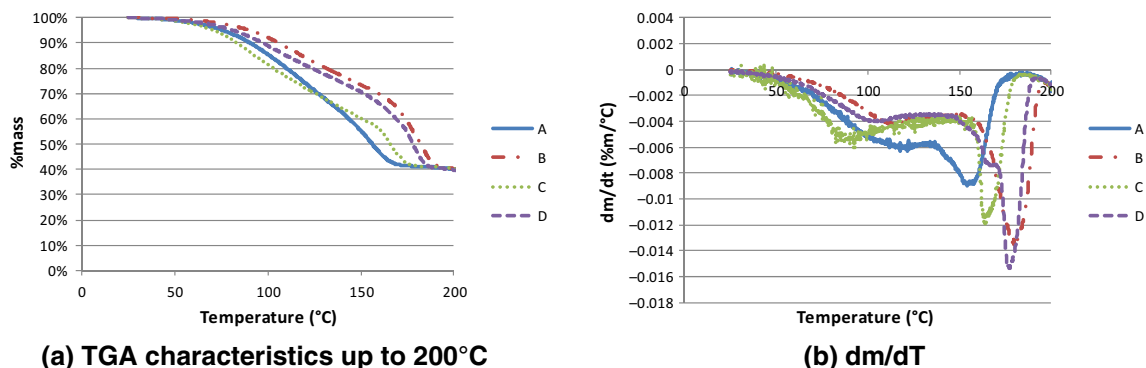 100%
90%
80%
70%
60%
50%
40%
30%
20%
10%
0%
%mass
0
50
100
150
200
Temperature (°C)
A
B
C
D
(a) TGA characteristics up to 200°C
0.004
0.002
0
−0.002
−0.004
−0.006
−0.008
−0.01
−0.012
−0.014
−0.016
−0.018
dm/dt (%m/°C)
0
50
100
150
200
Temperature (°C)
A
B
C
D
(b) dm/dT